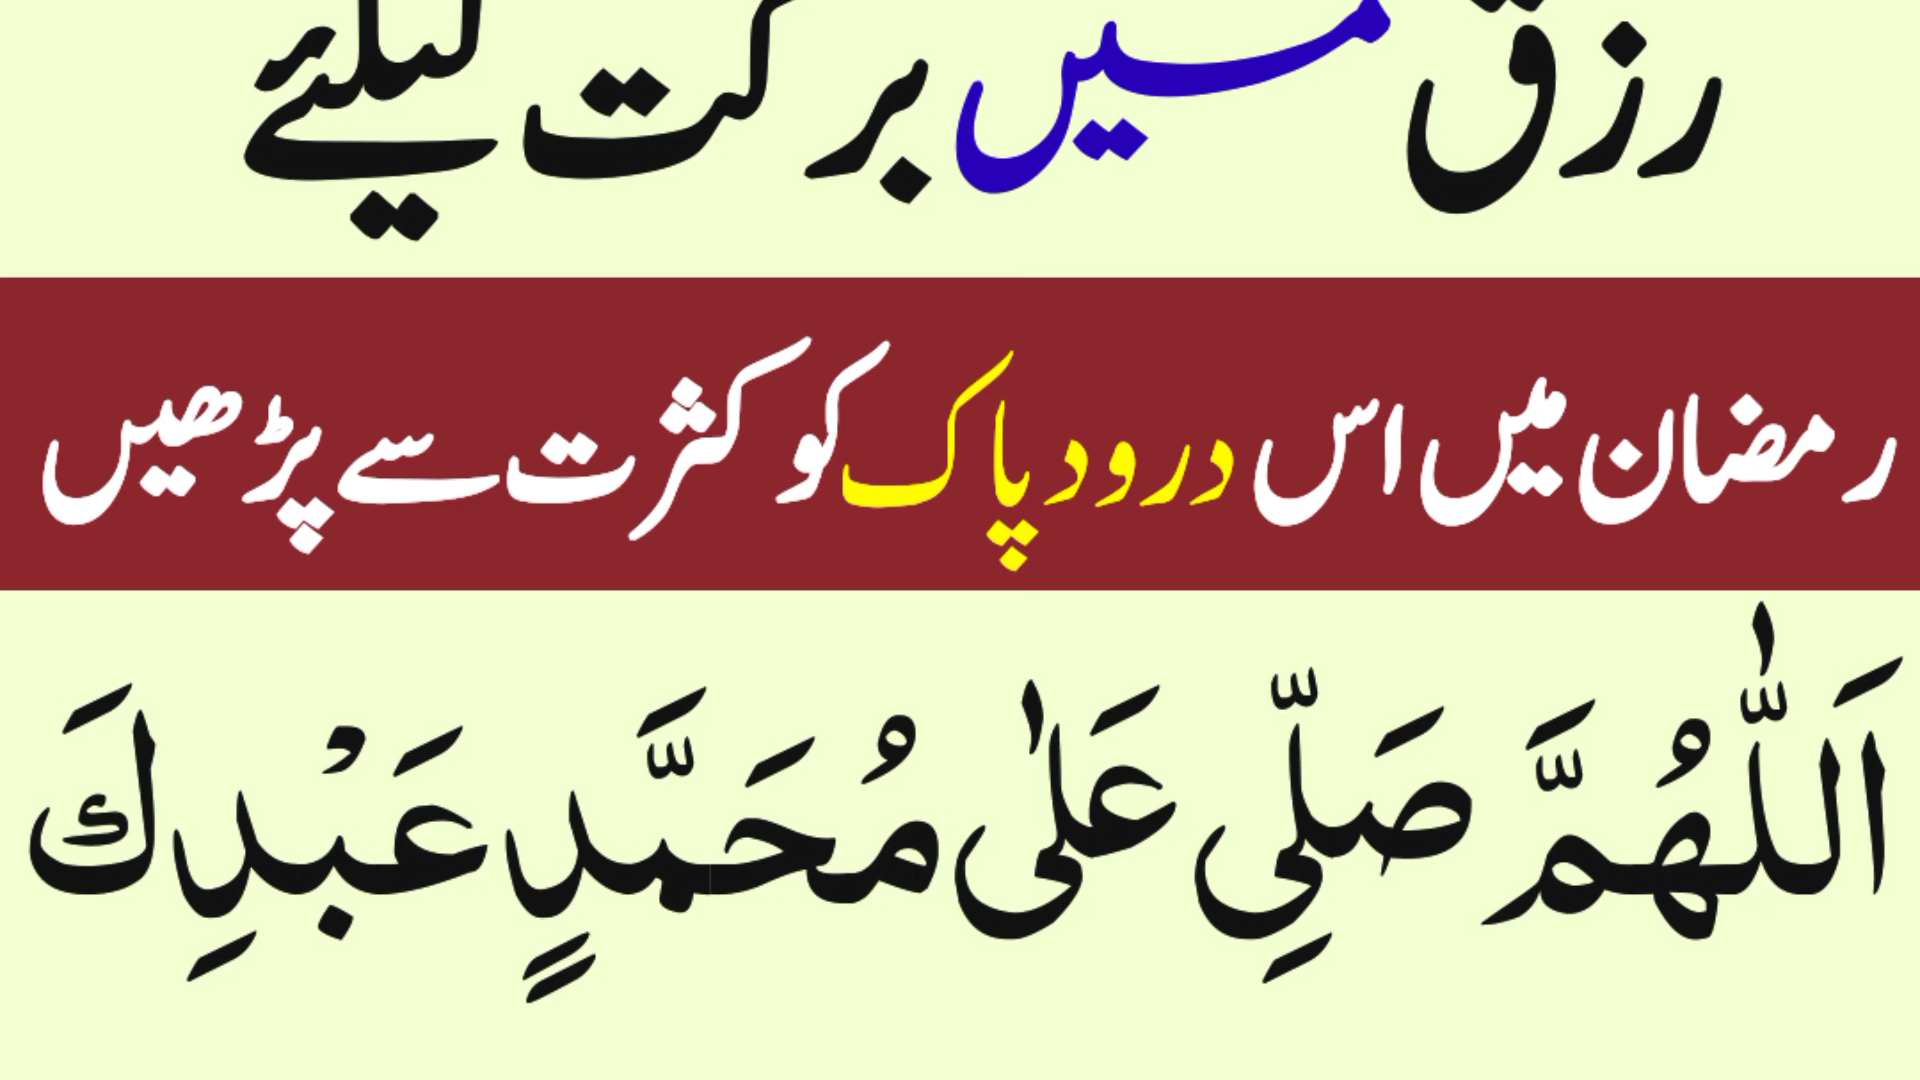 رزق میں برکت کیلئے
رمضان میں اس درود پاک کو کثرت سے پڑھیں
اَللّٰهُمَّ صَلِّی عَلٰی مُحَمَّدٍ عَبْدِكَ